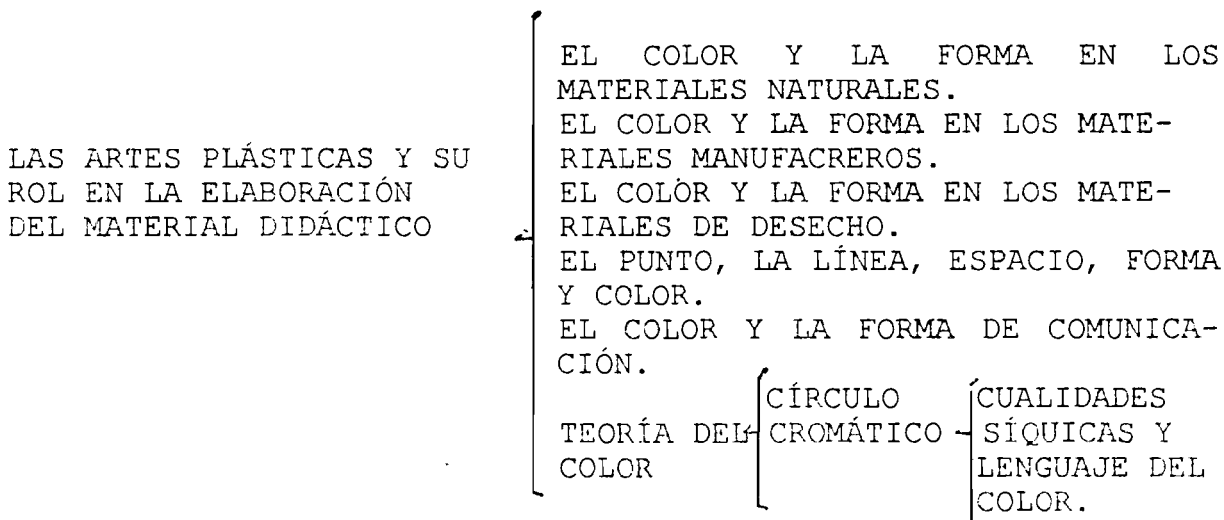 LAS ARTES PLÁSTICAS Y SU
ROL EN LA ELABORACIÓN
DEL MATERIAL DIDÁCTICO
EL COLOR Y LA FORMA EN LOS
MATERIALES NATURALES.
EL COLOR Y LA FORMA EN LOS MATE-
RIALES MANUFACREROS.
EL COLOR Y LA FORMA EN LOS MATE-
RIALES DE DESECHO.
EL PUNTO, LA LÍNEA, ESPACIO, FORMA
Y COLOR.
EL COLOR Y LA FORMA DE COMUNICA-
CIÓN.
TEORÍA DEL
COLOR
CÍRCULO
CROMÁTICO
CUALIDADES
SÍQUICAS Y
LENGUAJE DEL
COLOR.